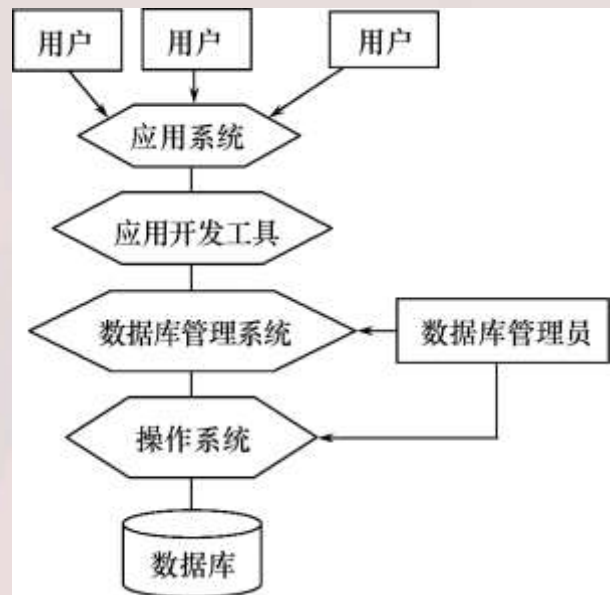 用户
用户
用户
应用系统
应用开发工具
数据库管理系统
数据库管理员
操作系统
数据库